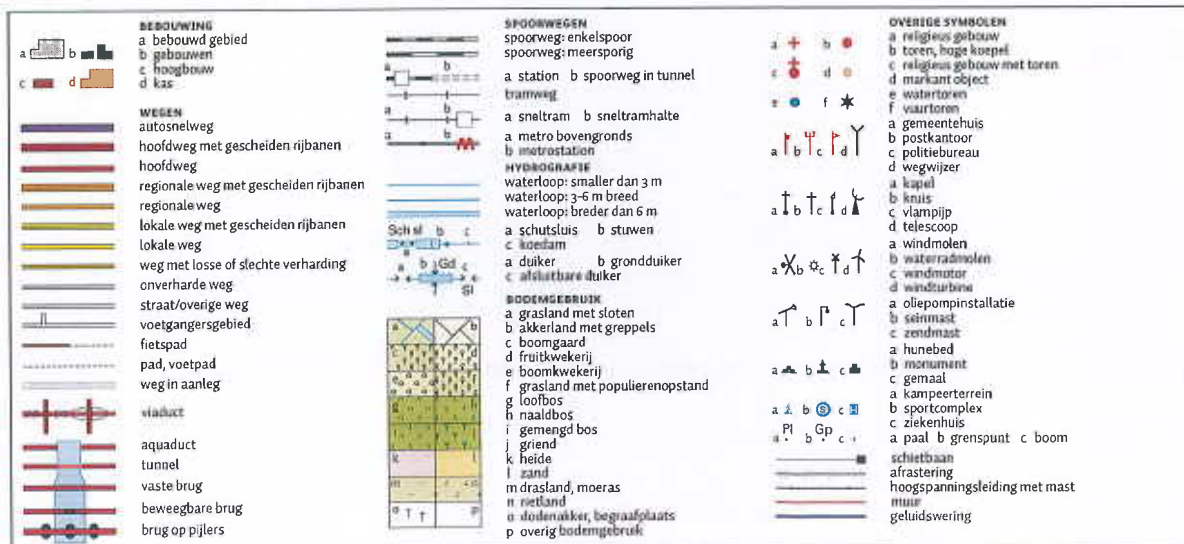 BEBOUWING
a bebouwd gebied
b gebouwen
c hoogbouw
d kas
a b
c d
WEGEN
autosnelweg
hoofdweg met gescheiden rijbanen
hoofdweg
regionale weg met gescheiden rijbanen
regionale weg
lokale weg met gescheiden rijbanen
lokale weg
weg met losse of slechte verharding
onverharde weg
straat/overige weg
voetgangersgebied
fietspad
pad, voetpad
weg in aanleg
viaduct
aquaduct
tunnel
vaste brug
beweegbare brug
brug op pijlers
SPOORWEGEN
spoorweg: enkelspoor
spoorweg: meersporig
a b
a station b spoorweg in tunnel
tramweg
a b
a sneltram b sneltramhalte
a b
a metro bovengronds
b metrostation
HYDROGRAFIE
waterloop: smaller dan 3 m
waterloop: 3-6 m breed
waterloop: breder dan 6 m
Sch sl b c
a
a schutsluis b stuwen
c koedam
a b Gd c
Sl
a duiker b grondduiker
c afsluitbare duiker
BODEMGEBRUIK
a grasland met sloten
b akkerland met greppels
c boomgaard
d fruitkwekerij
e boomkwekerij
f grasland met populierenopstand
g loofbos
h naaldbos
i gemengd bos
j griend
k heide
l zand
m drasland, moeras
n rietland
o dodenakker, begraafplaats
p overig bodemgebruik
a b
c d
e f
g h
i j
k l
m n
o p
OVERIGE SYMBOLEN
a b
a religieus gebouw
b toren, hoge koepel
c d
c religieus gebouw met toren
d markant object
e f
e watertoren
f vuurtoren
a b c d
a gemeentehuis
b postkantoor
c politiebureau
d wegwijzer
a b c d
a kapel
b kruis
c vlampijp
d telescoop
a b c d
a windmolen
b waterradmolen
c windmotor
d windturbine
a b c
a oliepompinstallatie
b seinmast
c zendmast
a b c
a hunebed
b monument
c gemaal
a b S c H
a kampeerterrein
b sportcomplex
c ziekenhuis
Pl Gp
a b c
a paal b grenspunt c boom
schietbaan
afrastering
hoogspanningsleiding met mast
muur
geluidswering